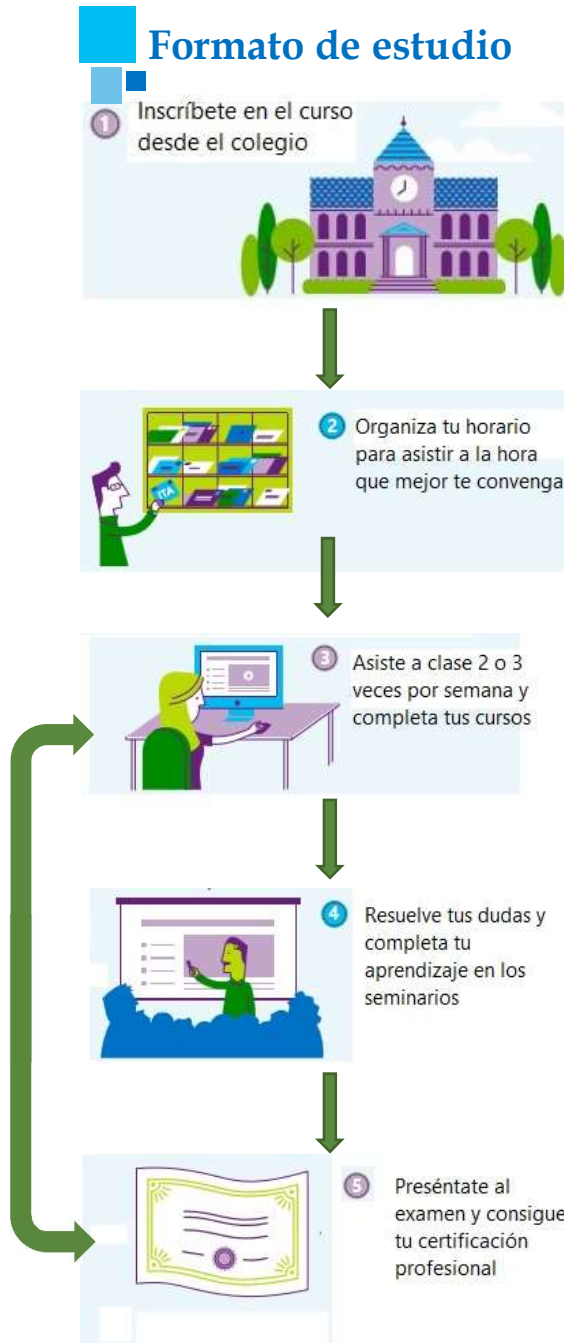 Formato de estudio
1 Inscríbete en el curso
desde el colegio
2 Organiza tu horario
para asistir a la hora
que mejor te convenga
ITA
3 Asiste a clase 2 o 3
veces por semana y
completa tus cursos
4 Resuelve tus dudas y
completa tu
aprendizaje en los
seminarios
5 Preséntate al
examen y consigue
tu certificación
profesional